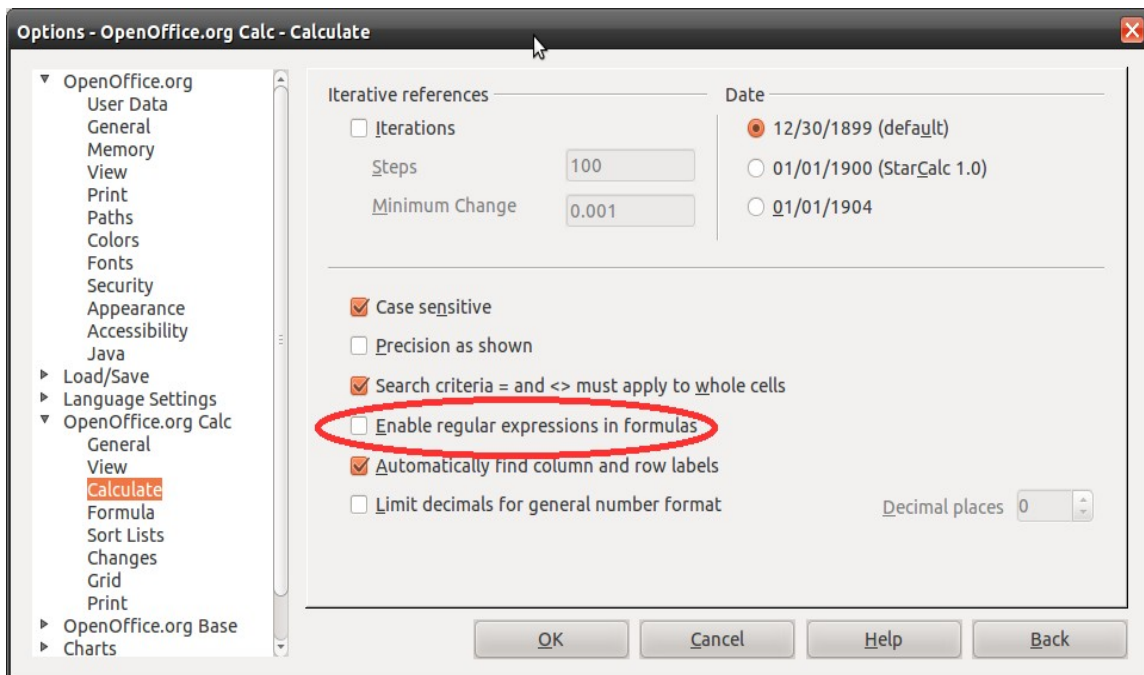 Options - OpenOffice.org Calc - Calculate
OpenOffice.org
User Data
General
Memory
View
Print
Paths
Colors
Fonts
Security
Appearance
Accessibility
Java
Load/Save
Language Settings
OpenOffice.org Calc
General
View
Calculate
Formula
Sort Lists
Changes
Grid
Print
OpenOffice.org Base
Charts
Iterative references
Iterations
Steps 100
Minimum Change 0.001
Date
12/30/1899 (default)
01/01/1900 (StarCalc 1.0)
01/01/1904
Case sensitive
Precision as shown
Search criteria = and <> must apply to whole cells
Enable regular expressions in formulas
Automatically find column and row labels
Limit decimals for general number format
Decimal places 0
OK Cancel Help Back